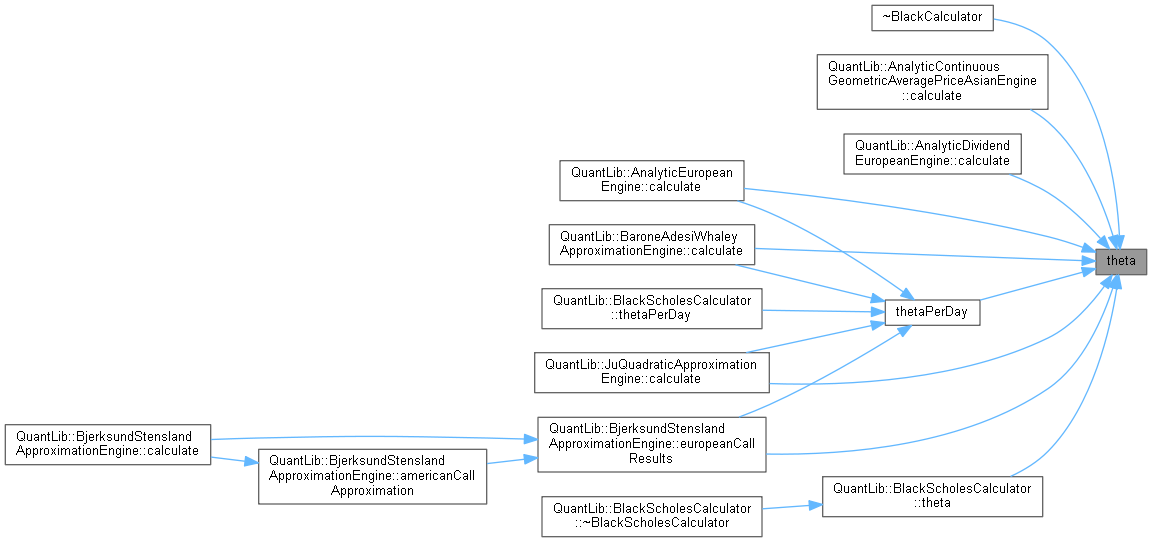 ~BlackCalculator
QuantLib::AnalyticContinuous
GeometricAveragePriceAsianEngine
::calculate
QuantLib::AnalyticDividend
EuropeanEngine::calculate
QuantLib::AnalyticEuropean
Engine::calculate
QuantLib::BaroneAdesiWhaley
ApproximationEngine::calculate
theta
QuantLib::BlackScholesCalculator
::thetaPerDay
thetaPerDay
QuantLib::JuQuadraticApproximation
Engine::calculate
QuantLib::BjerksundStensland
ApproximationEngine::calculate
QuantLib::BjerksundStensland
ApproximationEngine::europeanCall
Results
QuantLib::BjerksundStensland
ApproximationEngine::americanCall
Approximation
QuantLib::BlackScholesCalculator
::theta
QuantLib::BlackScholesCalculator
::~BlackScholesCalculator